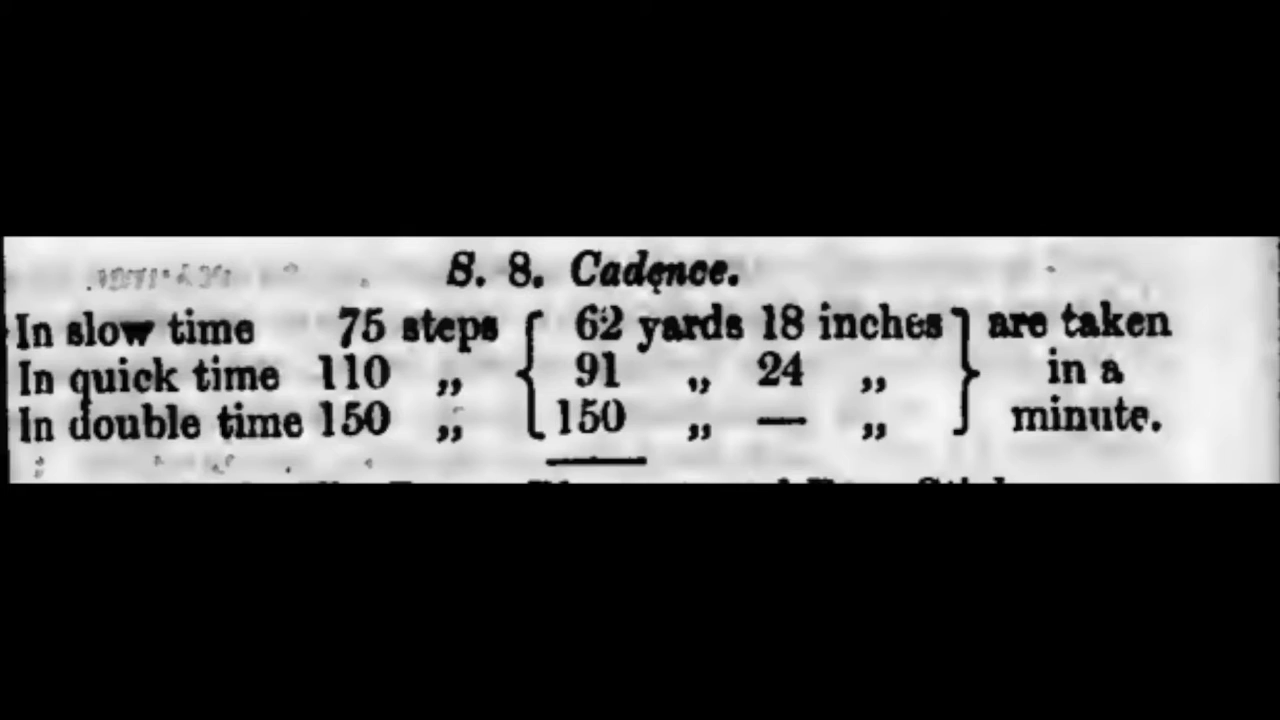 S. 8. Cadence.
In slow time 75 steps { 62 yards 18 inches } are taken
In quick time 110 „ { 91 „ 24 „ } in a
In double time 150 „ { 150 „ — „ } minute.